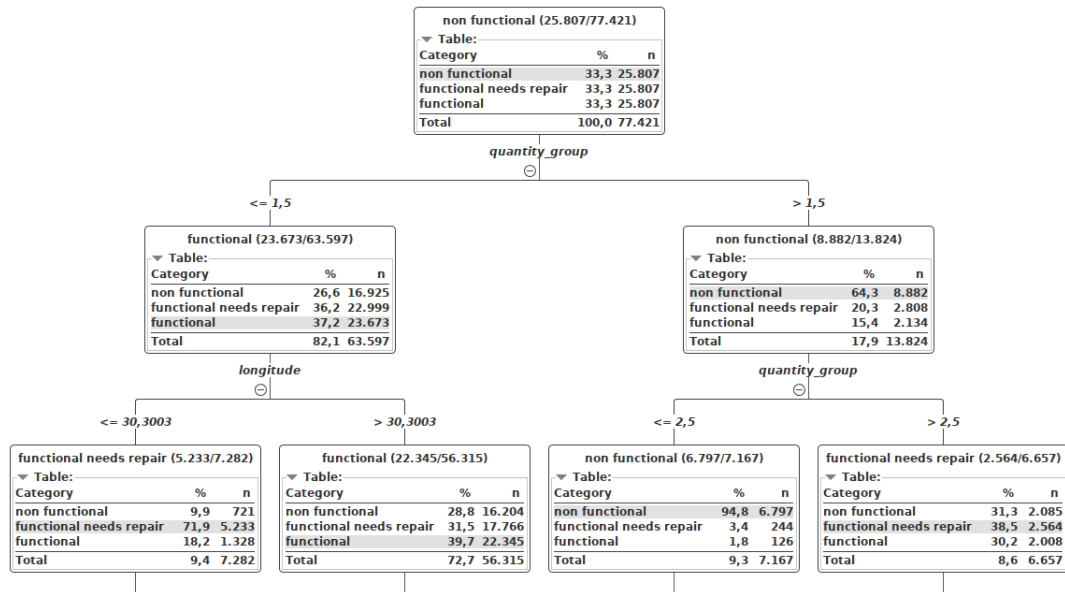 non functional (25.807/77.421)
Table:
Category % n
non functional 33,3 25.807
functional needs repair 33,3 25.807
functional 33,3 25.807
Total 100,0 77.421
quantity_group
<= 1,5
> 1,5
functional (23.673/63.597)
Table:
Category % n
non functional 26,6 16.925
functional needs repair 36,2 22.999
functional 37,2 23.673
Total 82,1 63.597
non functional (8.882/13.824)
Table:
Category % n
non functional 64,3 8.882
functional needs repair 20,3 2.808
functional 15,4 2.134
Total 17,9 13.824
longitude
quantity_group
<= 30,3003
> 30,3003
<= 2,5
> 2,5
functional needs repair (5.233/7.282)
Table:
Category % n
non functional 9,9 721
functional needs repair 71,9 5.233
functional 18,2 1.328
Total 9,4 7.282
functional (22.345/56.315)
Table:
Category % n
non functional 28,8 16.204
functional needs repair 31,5 17.766
functional 39,7 22.345
Total 72,7 56.315
non functional (6.797/7.167)
Table:
Category % n
non functional 94,8 6.797
functional needs repair 3,4 244
functional 1,8 126
Total 9,3 7.167
functional needs repair (2.564/6.657)
Table:
Category % n
non functional 31,3 2.085
functional needs repair 38,5 2.564
functional 30,2 2.008
Total 8,6 6.657